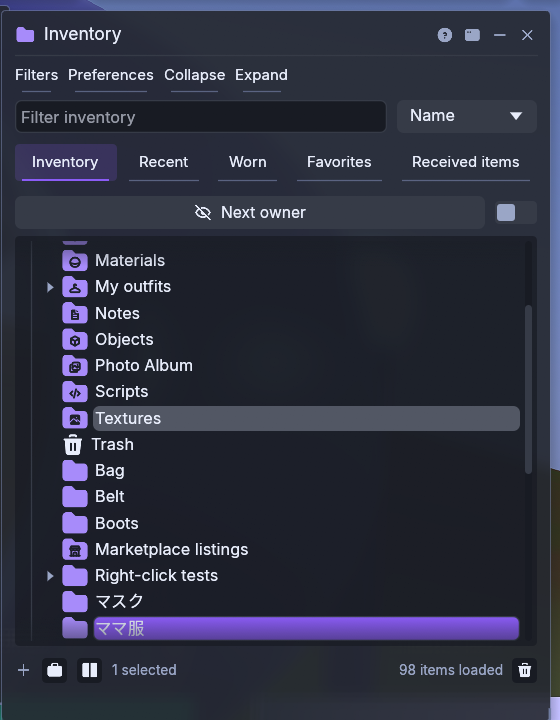 Inventory
Filters Preferences Collapse Expand
Filter inventory Name
Inventory Recent Worn Favorites Received items
Next owner
Materials
My outfits
Notes
Objects
Photo Album
Scripts
Textures
Trash
Bag
Belt
Boots
Marketplace listings
Right-click tests
マスク
ママ服
1 selected 98 items loaded